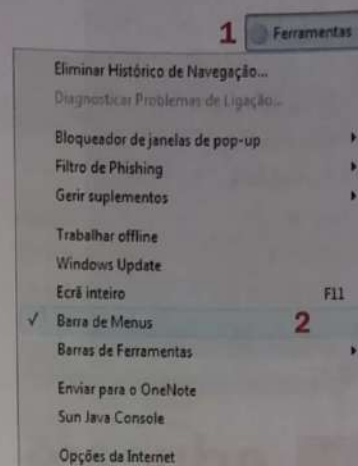 1 Ferramentas
Eliminar Histórico de Navegação...
Diagnosticar Problemas de Ligação...
Bloqueador de janelas de pop-up
Filtro de Phishing
Gerir suplementos
Trabalhar offline
Windows Update
Ecrã inteiro F11
√ Barra de Menus 2
Barras de Ferramentas
Enviar para o OneNote
Sun Java Console
Opções da Internet